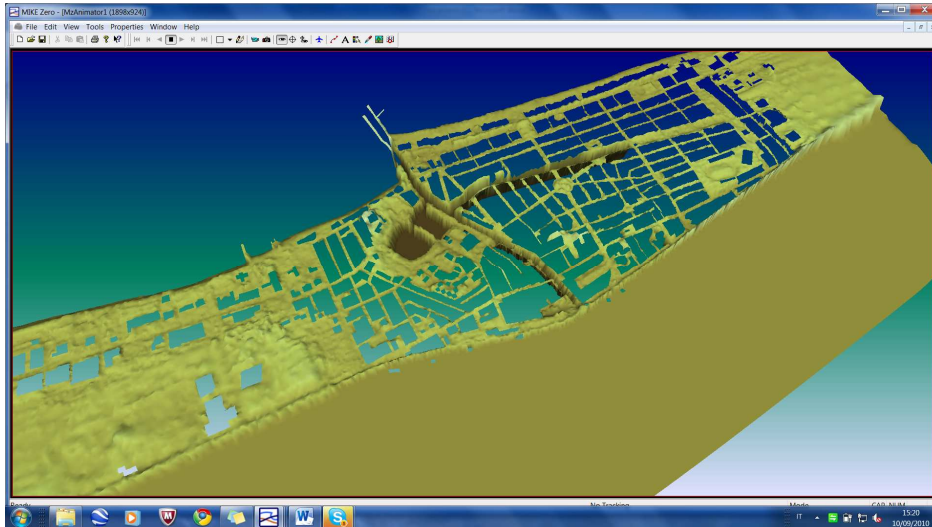 MIKE Zero - [MzAnimator1 (1898x924)]
File Edit View Tools Properties Window Help
Ready No Tracking Mode CAP NUM
IT 15:20
10/09/2010